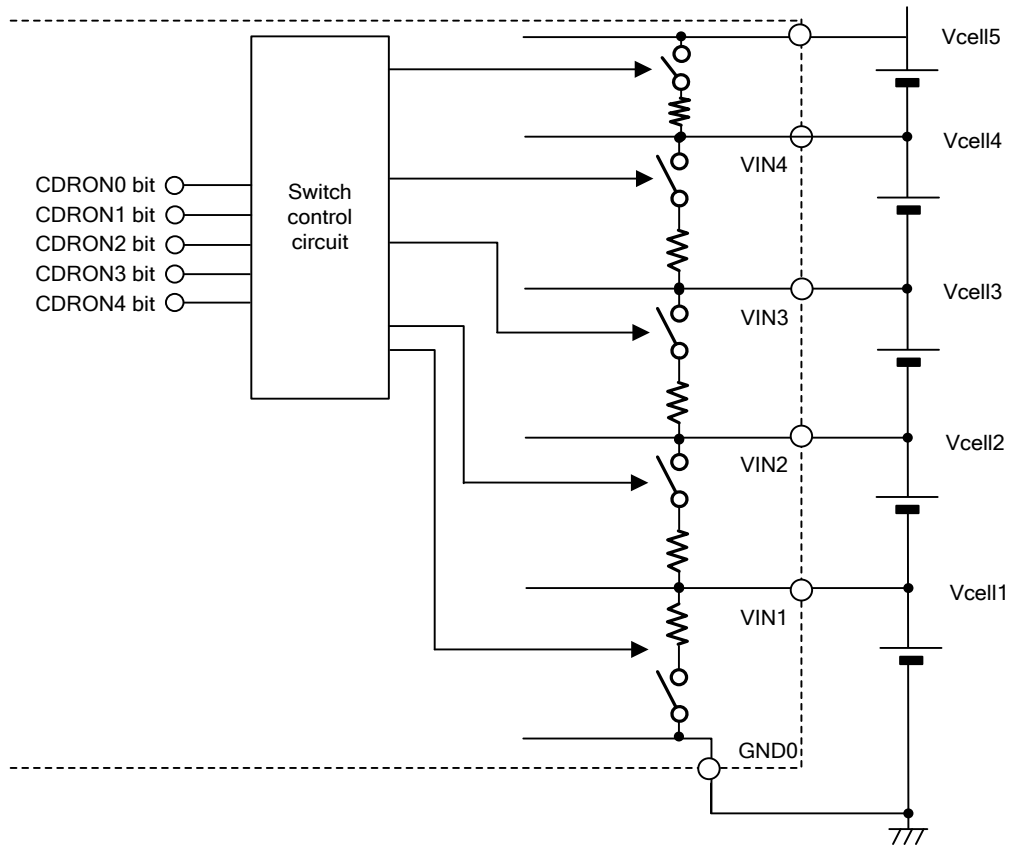 Vcell5
VIN4
Vcell4
CDRON0 bit
CDRON1 bit
CDRON2 bit
CDRON3 bit
CDRON4 bit
Switch
control
circuit
VIN3
Vcell3
VIN2
Vcell2
VIN1
Vcell1
GND0